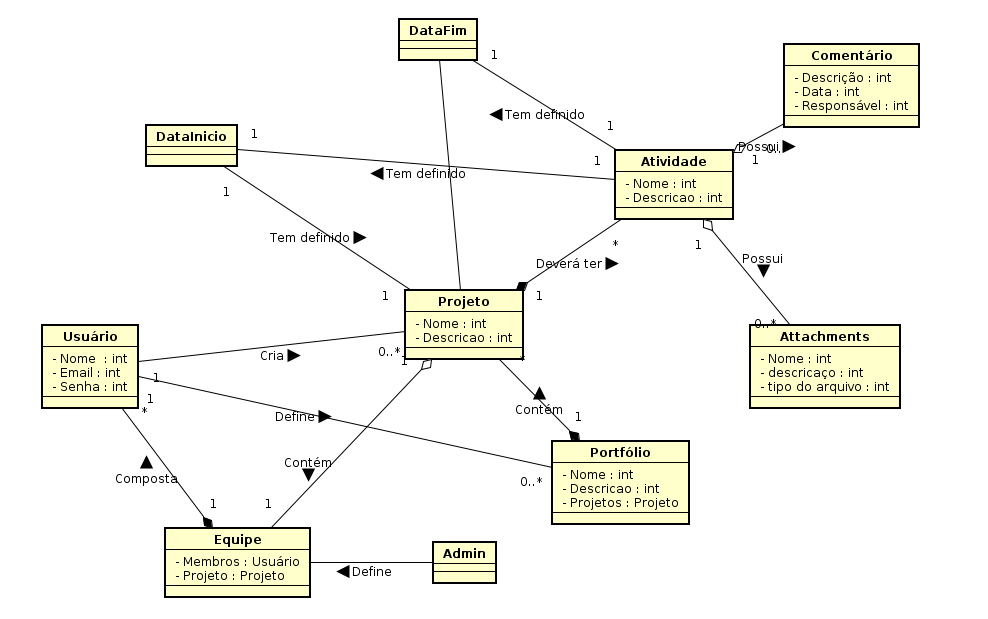 DataFim
1
Tem definido
1
Comentário
- Descrição : int
- Data : int
- Responsável : int
Possui
0..
1
DataInicio
1
1
Tem definido
1
Tem definido
1
Atividade
- Nome : int
- Descricao : int
*
Deverá ter
1
1
Possui
0..*
Attachments
- Nome : int
- descricaço : int
- tipo do arquivo : int
Projeto
- Nome : int
- Descricao : int
0..*
1
*
Usuário
- Nome : int
- Email : int
- Senha : int
Cria
1
1
*
Define
0..*
Contém
1
Portfólio
- Nome : int
- Descricao : int
- Projetos : Projeto
Contém
1
Composta
1
Equipe
- Membros : Usuário
- Projeto : Projeto
Define
Admin